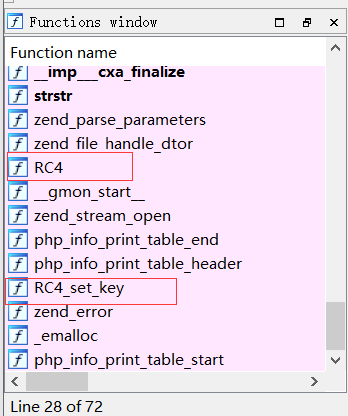 Functions window
Function name
__imp___cxa_finalize
strstr
zend_parse_parameters
zend_file_handle_dtor
RC4
__gmon_start__
zend_stream_open
php_info_print_table_end
php_info_print_table_header
RC4_set_key
zend_error
_emalloc
php_info_print_table_start
Line 28 of 72